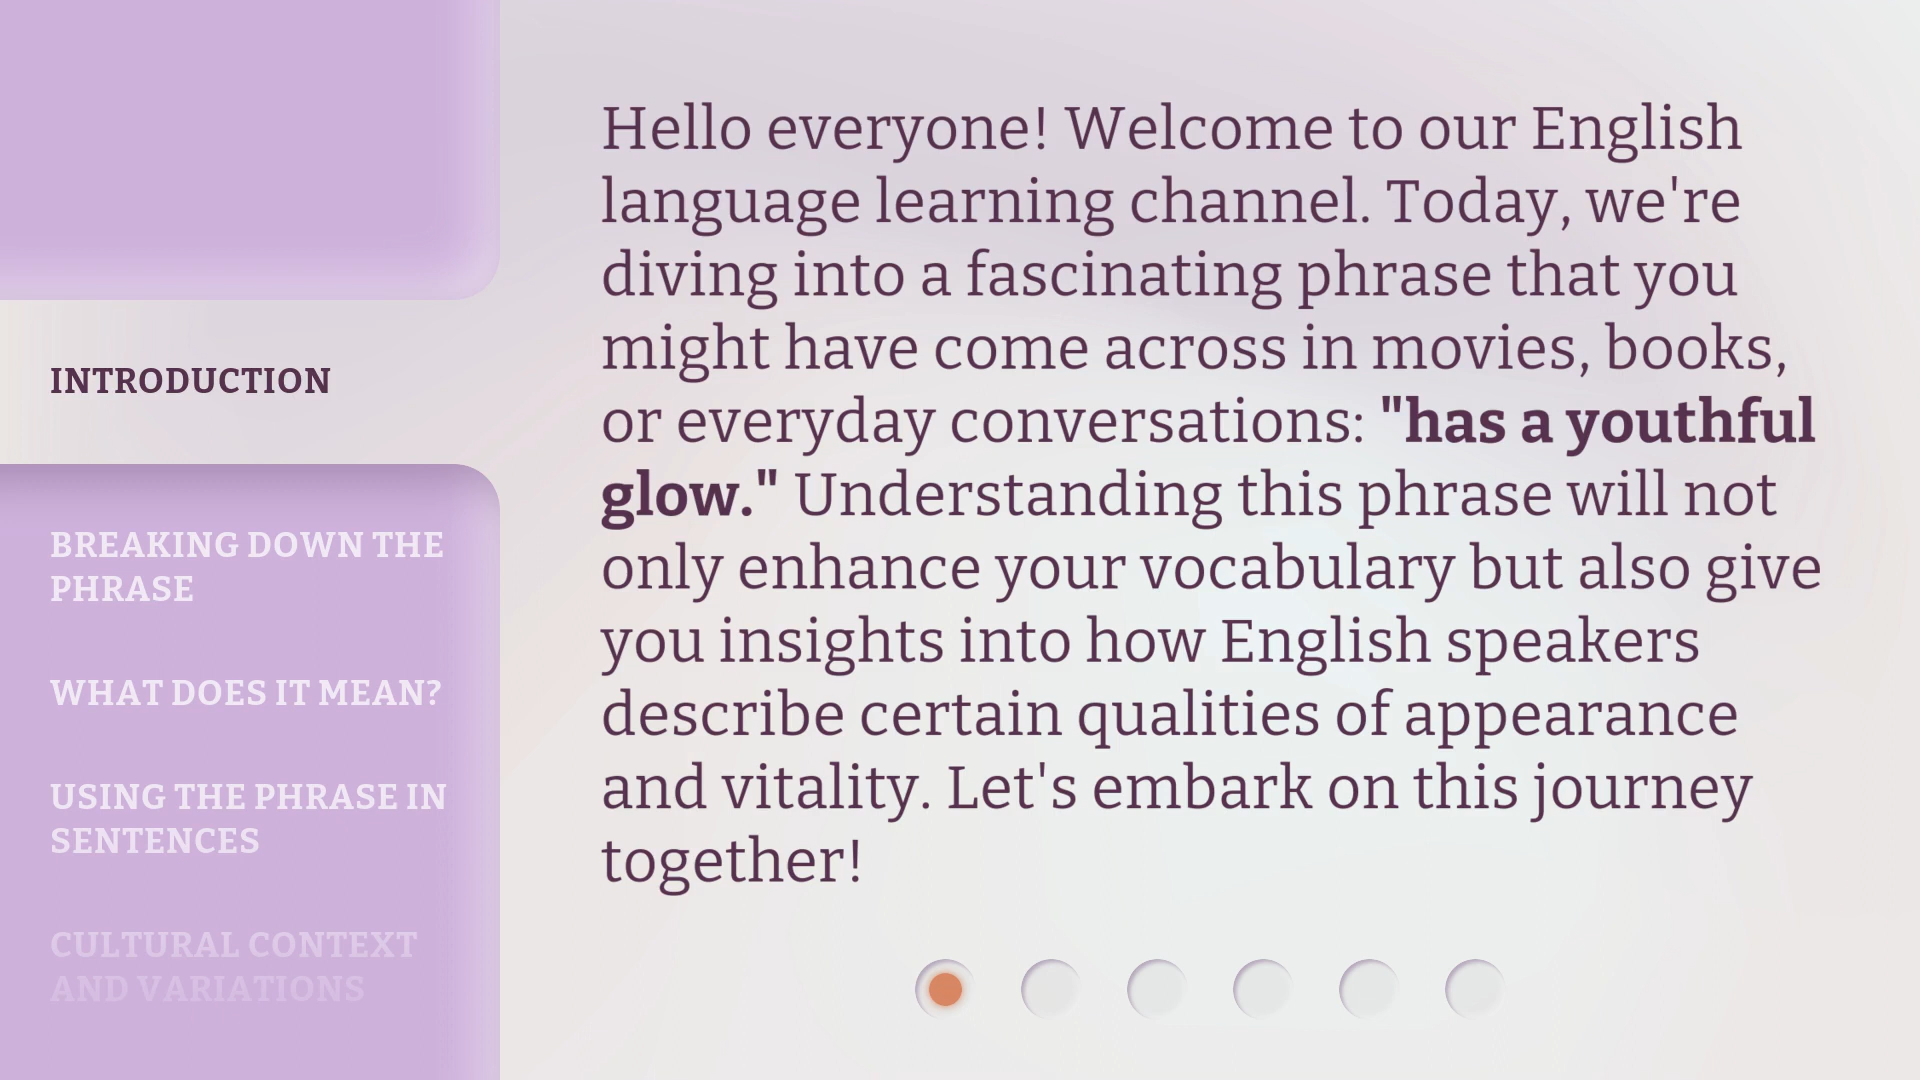 INTRODUCTION
BREAKING DOWN THE
PHRASE
WHAT DOES IT MEAN?
USING THE PHRASE IN
SENTENCES
CULTURAL CONTEXT
AND VARIATIONS
Hello everyone! Welcome to our English
language learning channel. Today, we're
diving into a fascinating phrase that you
might have come across in movies, books,
or everyday conversations: "has a youthful
glow." Understanding this phrase will not
only enhance your vocabulary but also give
you insights into how English speakers
describe certain qualities of appearance
and vitality. Let's embark on this journey
together!